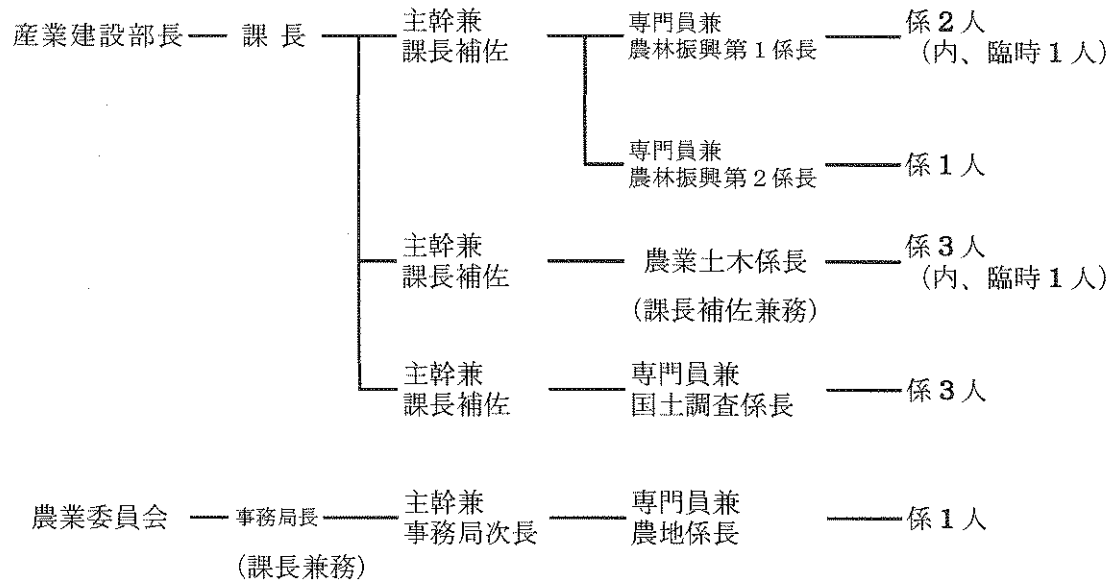 産業建設部長 課長 主幹兼 専門員兼 係2人
課長補佐 農林振興第1係長 (内、臨時1人)
専門員兼 係1人
農林振興第2係長
主幹兼 農業土木係長 係3人
課長補佐 (課長補佐兼務) (内、臨時1人)
主幹兼 専門員兼 係3人
課長補佐 国土調査係長
農業委員会 事務局長 主幹兼 専門員兼 係1人
(課長兼務) 事務局次長 農地係長